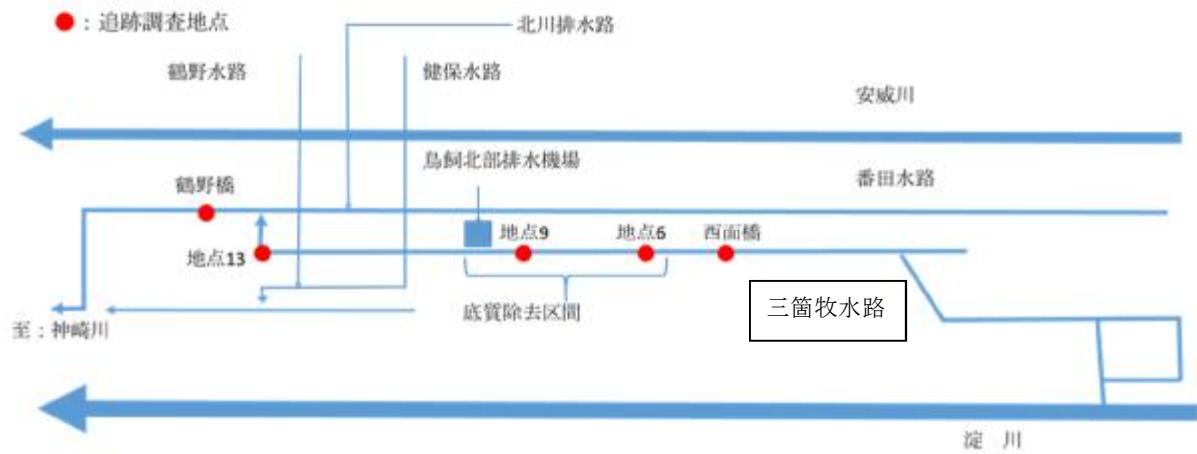 ●：追跡調査地点
北川排水路
鶴野水路
健保水路
安威川
鳥飼北部排水機場
番田水路
鶴野橋
地点9
地点6
西面橋
地点13
底質除去区間
三箇牧水路
至：神崎川
淀　川